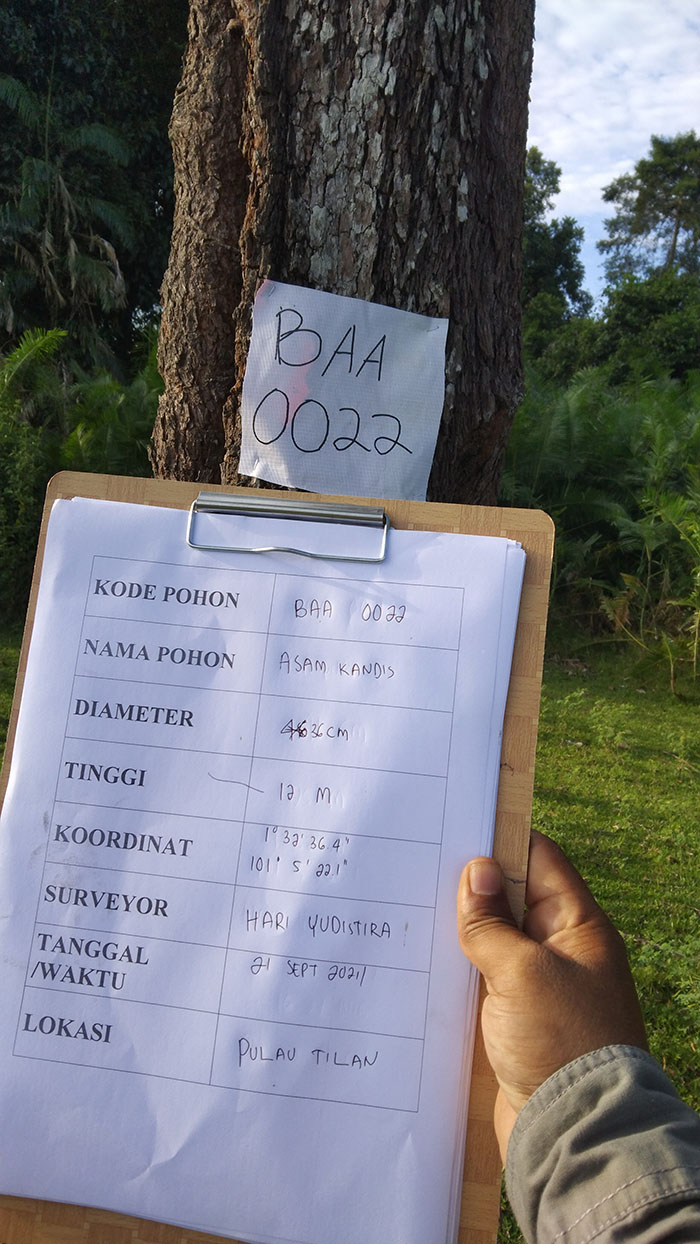 BAA
0022
KODE POHON BAA 0022
NAMA POHON ASAM KANDIS
DIAMETER 36 CM
TINGGI 12 M
KOORDINAT 1° 32' 36.4"
101° 5' 22.1"
SURVEYOR HARI YUDISTIRA
TANGGAL
/WAKTU 21 SEPT 2021/
LOKASI PULAU TILAN